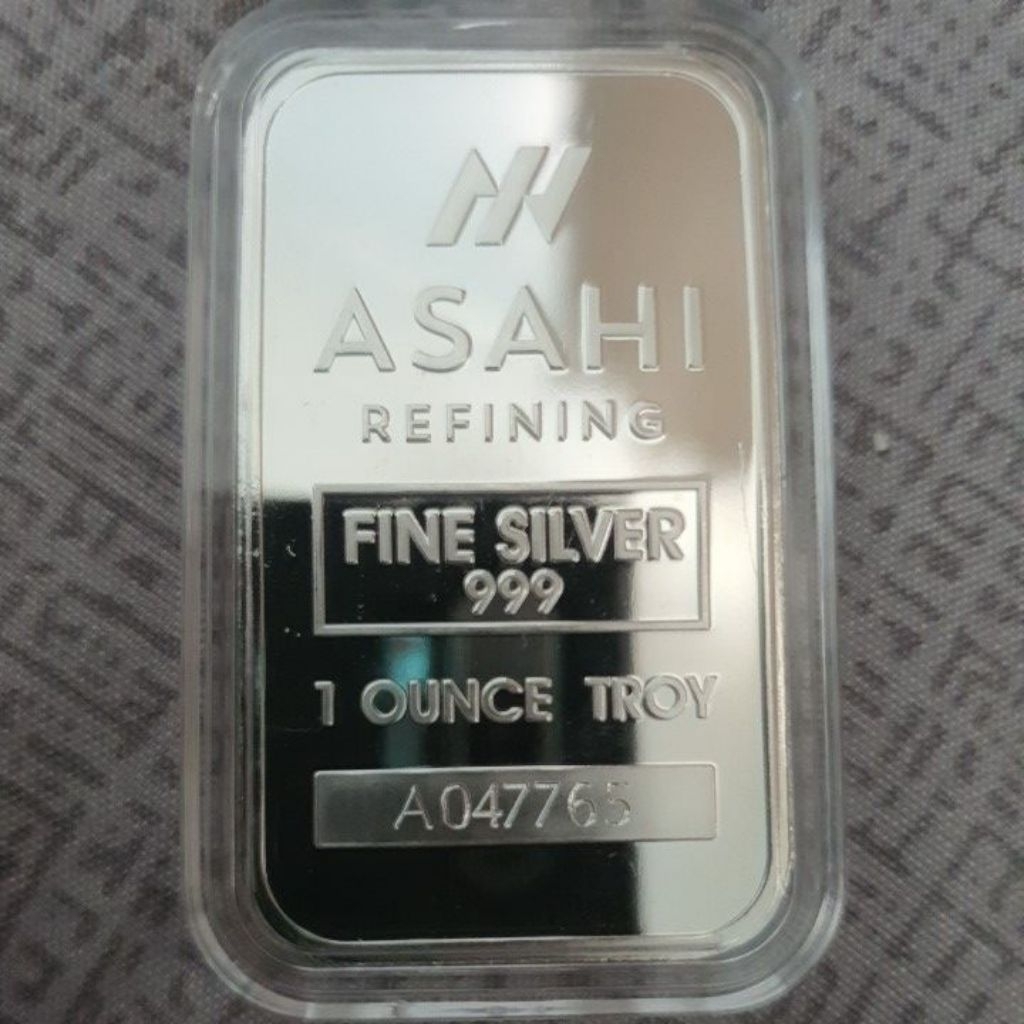 ASAHI
REFINING
FINE SILVER
999
1 OUNCE TROY
A047765